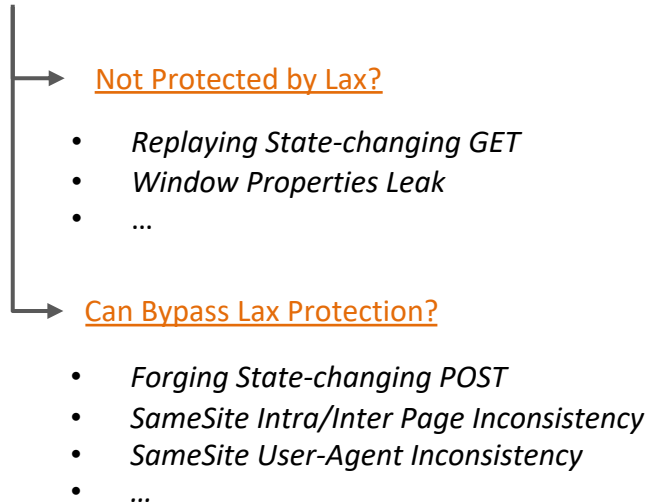 Not Protected by Lax?
• Replaying State-changing GET
• Window Properties Leak
• …
Can Bypass Lax Protection?
• Forging State-changing POST
• SameSite Intra/Inter Page Inconsistency
• SameSite User-Agent Inconsistency
• …